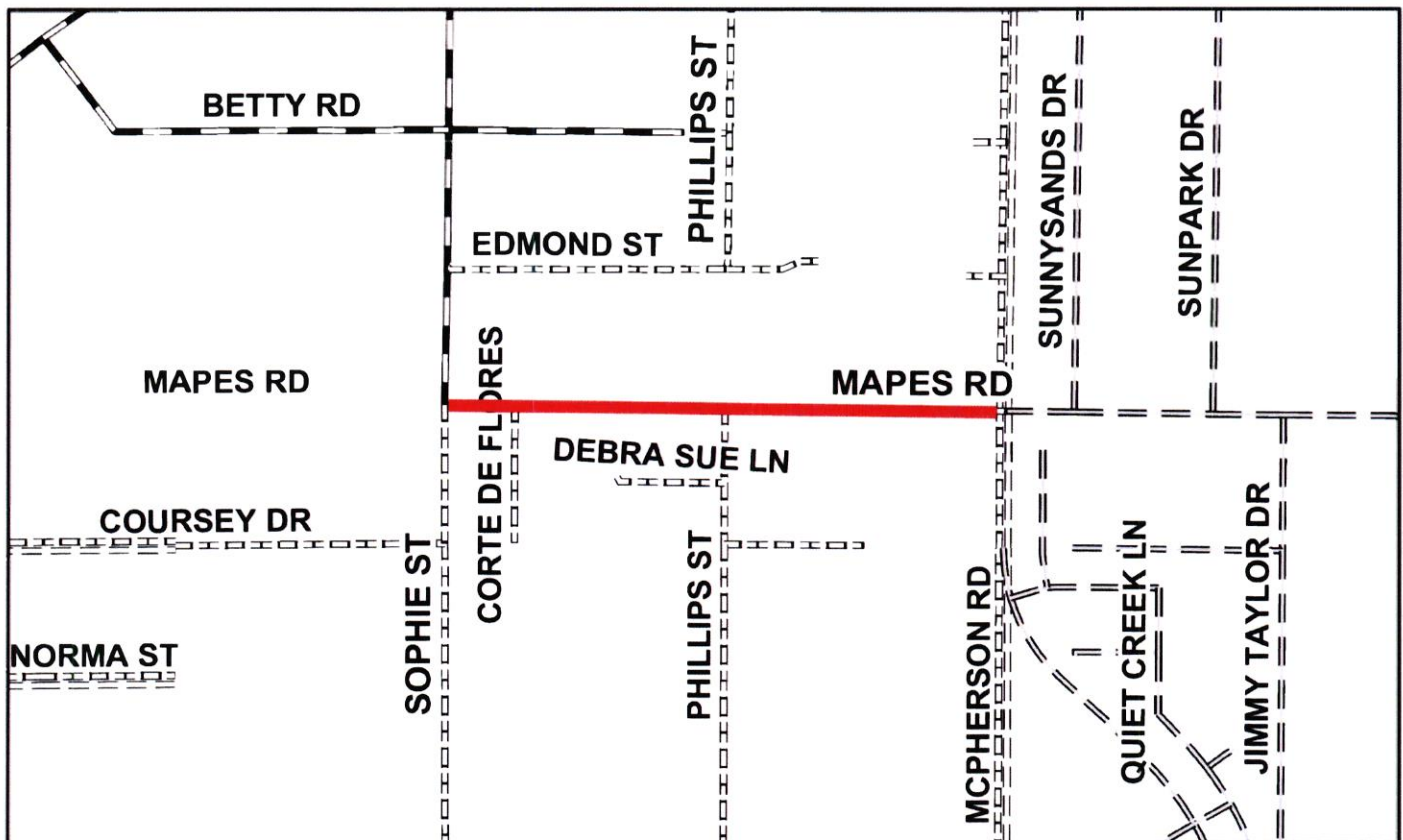 BETTY RD
PHILLIPS ST
SUNNYSANDS DR
SUNPARK DR
EDMOND ST
MAPES RD
CORTE DE FLORES
MAPES RD
DEBRA SUE LN
COURSEY DR
SOPHIE ST
PHILLIPS ST
MCPHERSON RD
QUIET CREEK LN
JIMMY TAYLOR DR
NORMA ST